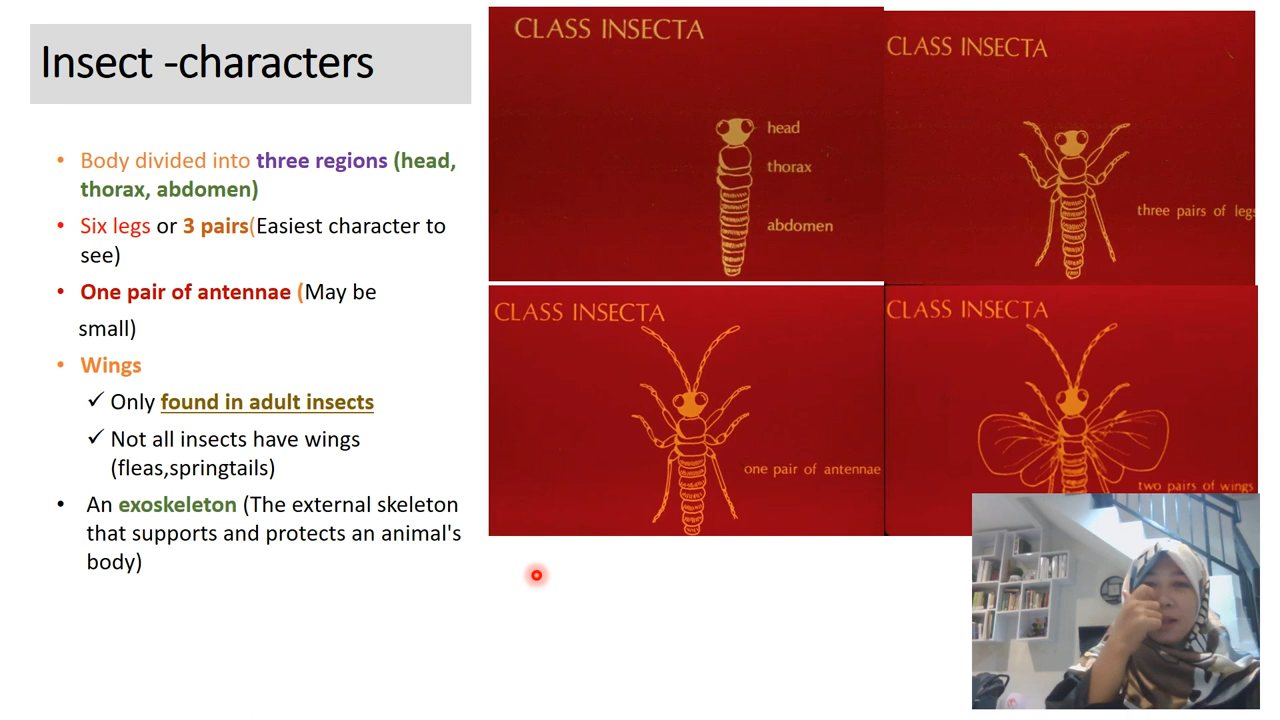 Insect -characters
• Body divided into three regions (head,
thorax, abdomen)
• Six legs or 3 pairs(Easiest character to
see)
• One pair of antennae (May be
small)
• Wings
✓ Only found in adult insects
✓ Not all insects have wings
(fleas,springtails)
• An exoskeleton (The external skeleton
that supports and protects an animal's
body)
CLASS INSECTA
head
thorax
abdomen
CLASS INSECTA
three pairs of legs
CLASS INSECTA
one pair of antennae
CLASS INSECTA
two pairs of wings